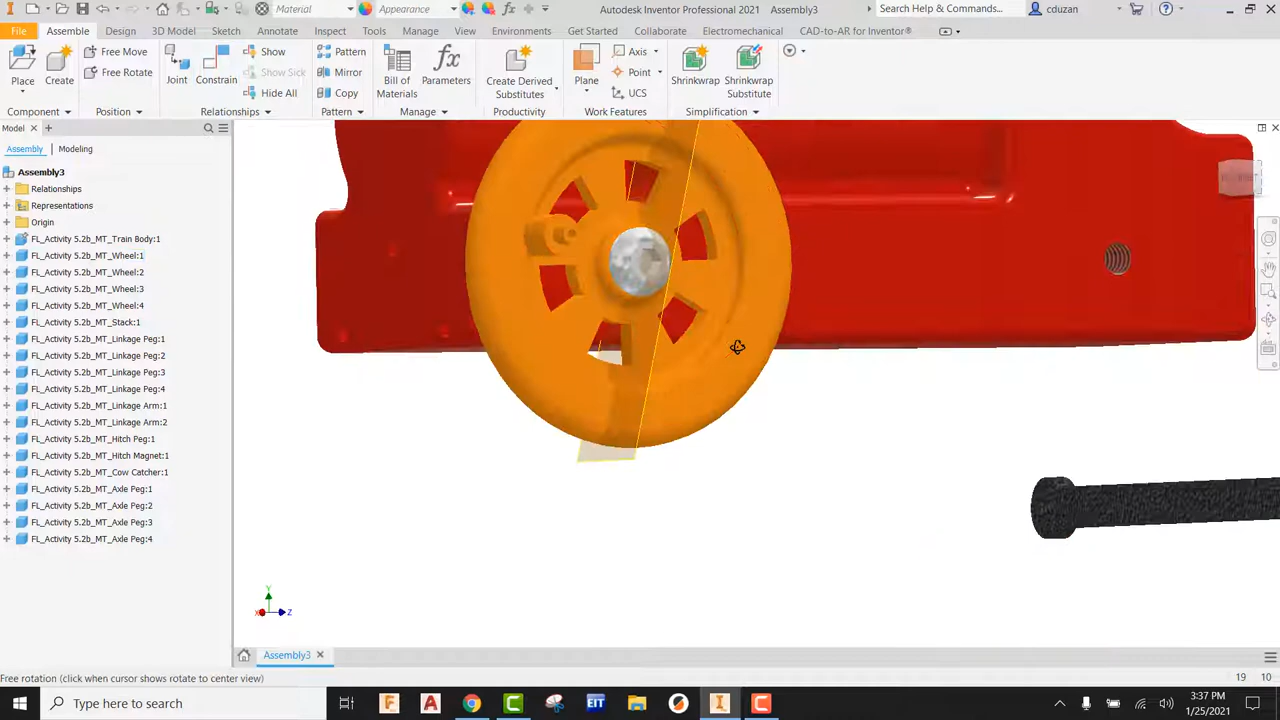 Material
Appearance
Autodesk Inventor Professional 2021 Assembly3
Search Help & Commands...
cduzan
File Assemble Design 3D Model Sketch Annotate Inspect Tools Manage View Environments Get Started Collaborate Electromechanical CAD-to-AR for Inventor®
Place
Create
Free Move
Free Rotate
Joint
Constrain
Show
Show Sick
Hide All
Pattern
Mirror
Copy
Bill of Materials
Parameters
Create Derived Substitutes
Plane
Axis
Point
UCS
Shrinkwrap
Shrinkwrap Substitute
Component Position Relationships Pattern Manage Productivity Work Features Simplification
Model
Assembly Modeling
Assembly3
Relationships
Representations
Origin
FL_Activity 5.2b_MT_Train Body:1
FL_Activity 5.2b_MT_Wheel:1
FL_Activity 5.2b_MT_Wheel:2
FL_Activity 5.2b_MT_Wheel:3
FL_Activity 5.2b_MT_Wheel:4
FL_Activity 5.2b_MT_Stack:1
FL_Activity 5.2b_MT_Linkage Peg:1
FL_Activity 5.2b_MT_Linkage Peg:2
FL_Activity 5.2b_MT_Linkage Peg:3
FL_Activity 5.2b_MT_Linkage Peg:4
FL_Activity 5.2b_MT_Linkage Arm:1
FL_Activity 5.2b_MT_Linkage Arm:2
FL_Activity 5.2b_MT_Hitch Peg:1
FL_Activity 5.2b_MT_Hitch Magnet:1
FL_Activity 5.2b_MT_Cow Catcher:1
FL_Activity 5.2b_MT_Axle Peg:1
FL_Activity 5.2b_MT_Axle Peg:2
FL_Activity 5.2b_MT_Axle Peg:3
FL_Activity 5.2b_MT_Axle Peg:4
Y
X
Z
Assembly3
Free rotation (click when cursor shows rotate to center view)
19 10
Type here to search
EIT
3:37 PM
1/25/2021